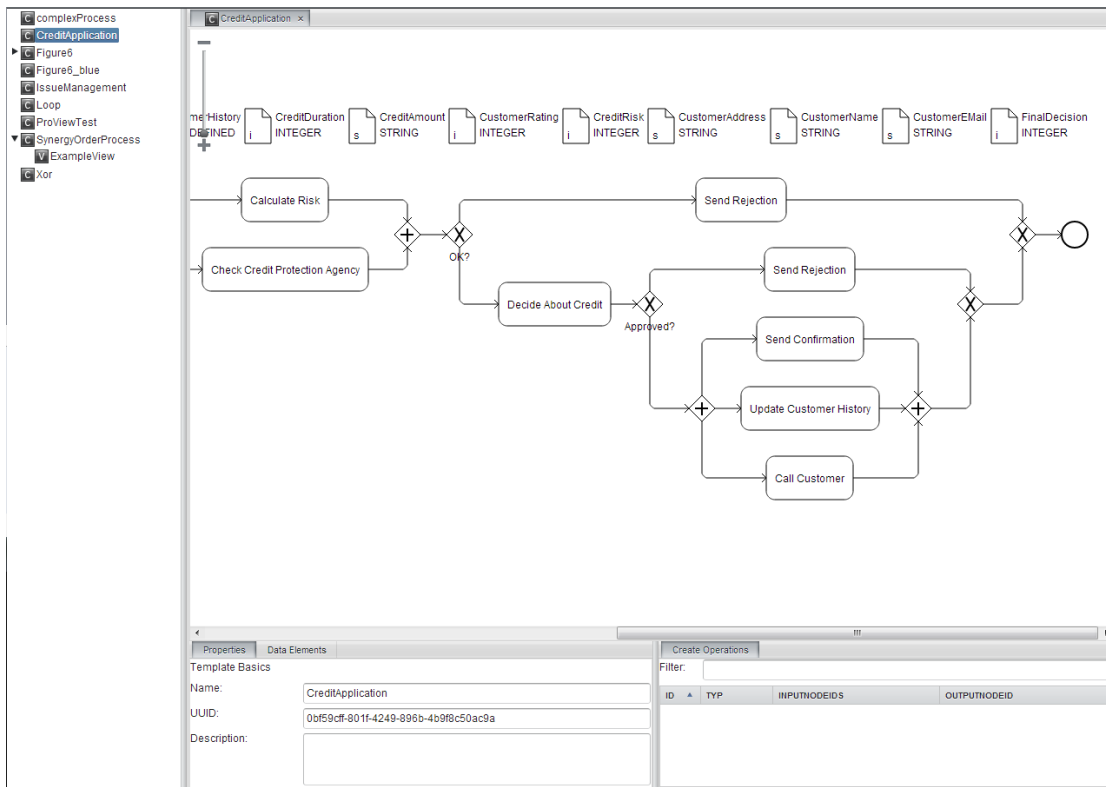 complexProcess
CreditApplication
Figure6
Figure6_blue
IssueManagement
Loop
ProViewTest
SynergyOrderProcess
ExampleView
Xor
CreditApplication ×
merHistory
DEFINED
CreditDuration
INTEGER
CreditAmount
STRING
CustomerRating
INTEGER
CreditRisk
INTEGER
CustomerAddress
STRING
CustomerName
STRING
CustomerEMail
STRING
FinalDecision
INTEGER
i
s
i
i
s
s
s
i
Calculate Risk
Send Rejection
OK?
Check Credit Protection Agency
Send Rejection
Decide About Credit
Approved?
Send Confirmation
Update Customer History
Call Customer
Properties
Data Elements
Template Basics
Name:
CreditApplication
UUID:
0bf59cff-801f-4249-896b-4b9f8c50ac9a
Description:
Create Operations
Filter:
ID
TYP
INPUTNODEIDS
OUTPUTNODEID